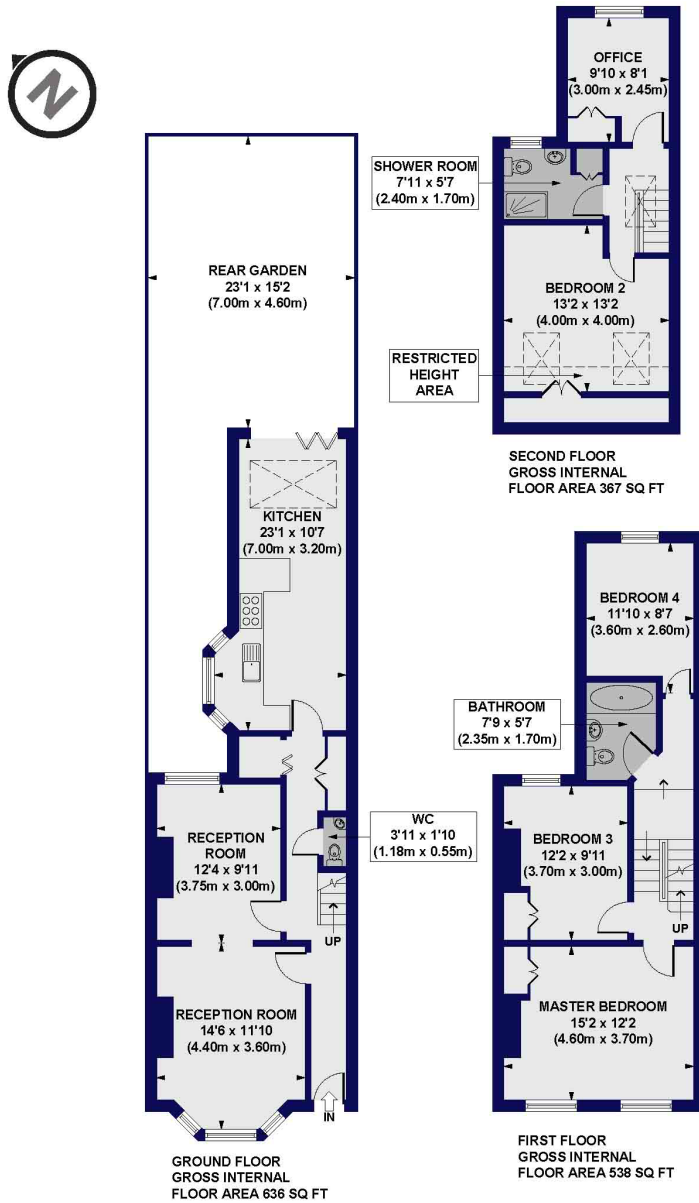 N
OFFICE
9'10 x 8'1
(3.00m x 2.45m)
SHOWER ROOM
7'11 x 5'7
(2.40m x 1.70m)
BEDROOM 2
13'2 x 13'2
(4.00m x 4.00m)
RESTRICTED
HEIGHT
AREA
SECOND FLOOR
GROSS INTERNAL
FLOOR AREA 367 SQ FT
REAR GARDEN
23'1 x 15'2
(7.00m x 4.60m)
KITCHEN
23'1 x 10'7
(7.00m x 3.20m)
WC
3'11 x 1'10
(1.18m x 0.55m)
RECEPTION
ROOM
12'4 x 9'11
(3.75m x 3.00m)
UP
RECEPTION ROOM
14'6 x 11'10
(4.40m x 3.60m)
IN
GROUND FLOOR
GROSS INTERNAL
FLOOR AREA 636 SQ FT
BEDROOM 4
11'10 x 8'7
(3.60m x 2.60m)
BATHROOM
7'9 x 5'7
(2.35m x 1.70m)
BEDROOM 3
12'2 x 9'11
(3.70m x 3.00m)
UP
MASTER BEDROOM
15'2 x 12'2
(4.60m x 3.70m)
FIRST FLOOR
GROSS INTERNAL
FLOOR AREA 538 SQ FT